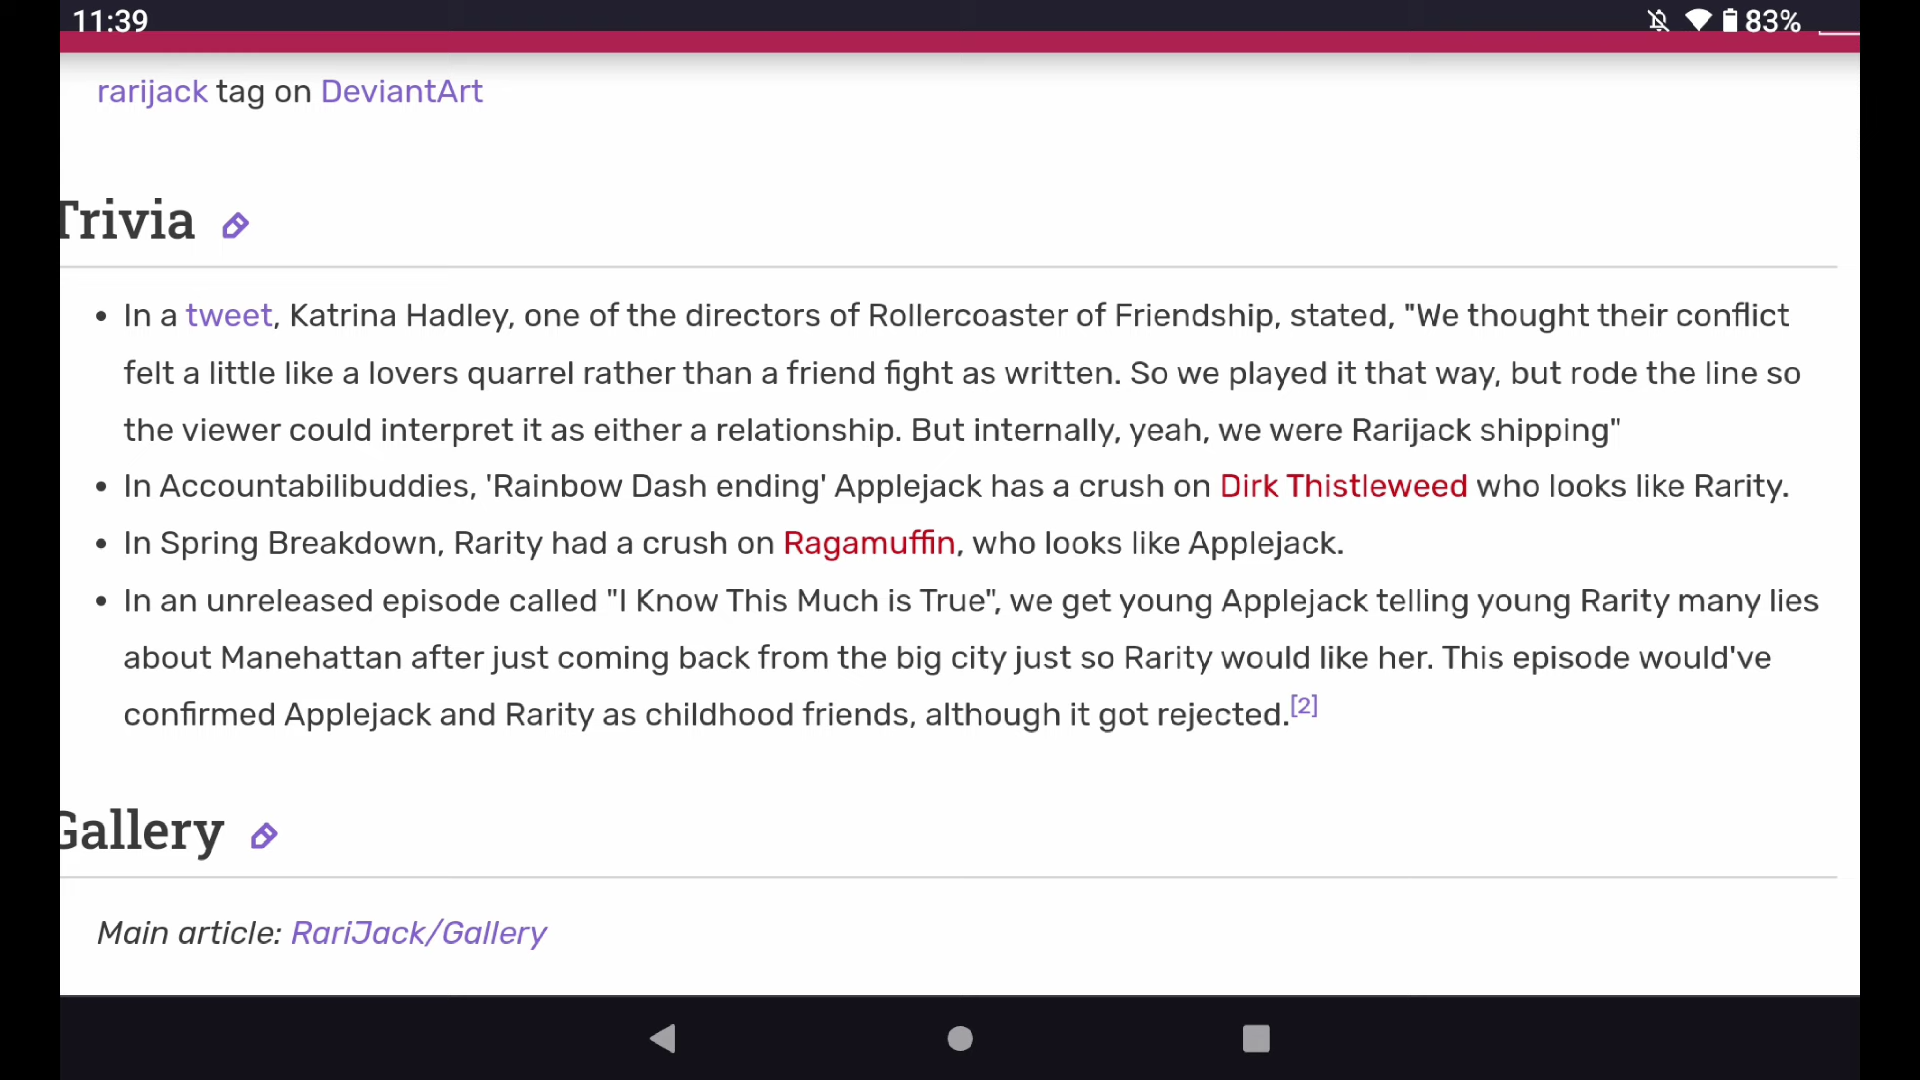 11:39
83%
rarijack tag on DeviantArt
Trivia
In a tweet, Katrina Hadley, one of the directors of Rollercoaster of Friendship, stated, "We thought their conflict
felt a little like a lovers quarrel rather than a friend fight as written. So we played it that way, but rode the line so
the viewer could interpret it as either a relationship. But internally, yeah, we were Rarijack shipping"
In Accountabilibuddies, 'Rainbow Dash ending' Applejack has a crush on Dirk Thistleweed who looks like Rarity.
In Spring Breakdown, Rarity had a crush on Ragamuffin, who looks like Applejack.
In an unreleased episode called "I Know This Much is True", we get young Applejack telling young Rarity many lies
about Manehattan after just coming back from the big city just so Rarity would like her. This episode would've
confirmed Applejack and Rarity as childhood friends, although it got rejected.[2]
Gallery
Main article: RariJack/Gallery